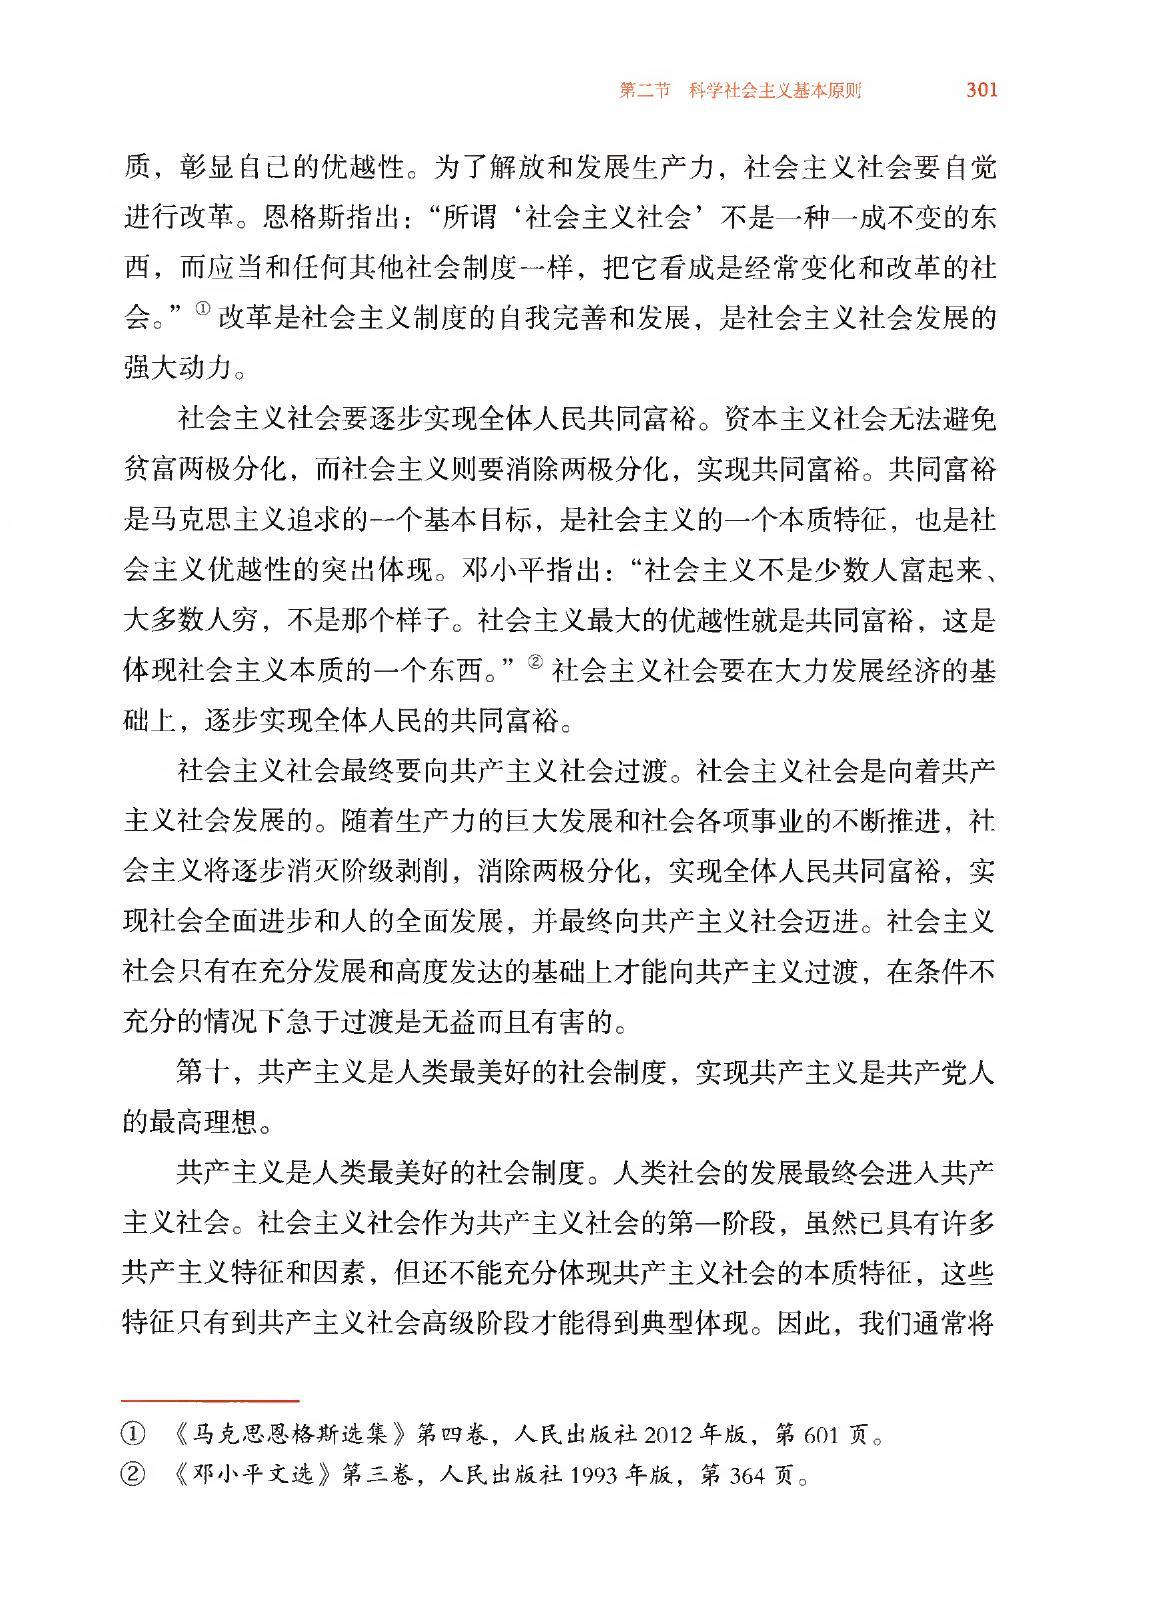 第二节 科学社会主义基本原则 301
质，彰显自己的优越性。为了解放和发展生产力，社会主义社会要自觉
进行改革。恩格斯指出：“所谓‘社会主义社会’不是一种一成不变的东
西，而应当和任何其他社会制度一样，把它看成是经常变化和改革的社
会。”①改革是社会主义制度的自我完善和发展，是社会主义社会发展的
强大动力。
社会主义社会要逐步实现全体人民共同富裕。资本主义社会无法避免
贫富两极分化，而社会主义则要消除两极分化，实现共同富裕。共同富裕
是马克思主义追求的一个基本目标，是社会主义的一个本质特征，也是社
会主义优越性的突出体现。邓小平指出：“社会主义不是少数人富起来、
大多数人穷，不是那个样子。社会主义最大的优越性就是共同富裕，这是
体现社会主义本质的一个东西。”②社会主义社会要在大力发展经济的基
础上，逐步实现全体人民的共同富裕。
社会主义社会最终要向共产主义社会过渡。社会主义社会是向着共产
主义社会发展的。随着生产力的巨大发展和社会各项事业的不断推进，社
会主义将逐步消灭阶级剥削，消除两极分化，实现全体人民共同富裕，实
现社会全面进步和人的全面发展，并最终向共产主义社会迈进。社会主义
社会只有在充分发展和高度发达的基础上才能向共产主义过渡，在条件不
充分的情况下急于过渡是无益而且有害的。
第十，共产主义是人类最美好的社会制度，实现共产主义是共产党人
的最高理想。
共产主义是人类最美好的社会制度。人类社会的发展最终会进入共产
主义社会。社会主义社会作为共产主义社会的第一阶段，虽然已具有许多
共产主义特征和因素，但还不能充分体现共产主义社会的本质特征，这些
特征只有到共产主义社会高级阶段才能得到典型体现。因此，我们通常将
① 《马克思恩格斯选集》第四卷，人民出版社 2012 年版，第 601 页。
② 《邓小平文选》第三卷，人民出版社 1993 年版，第 364 页。